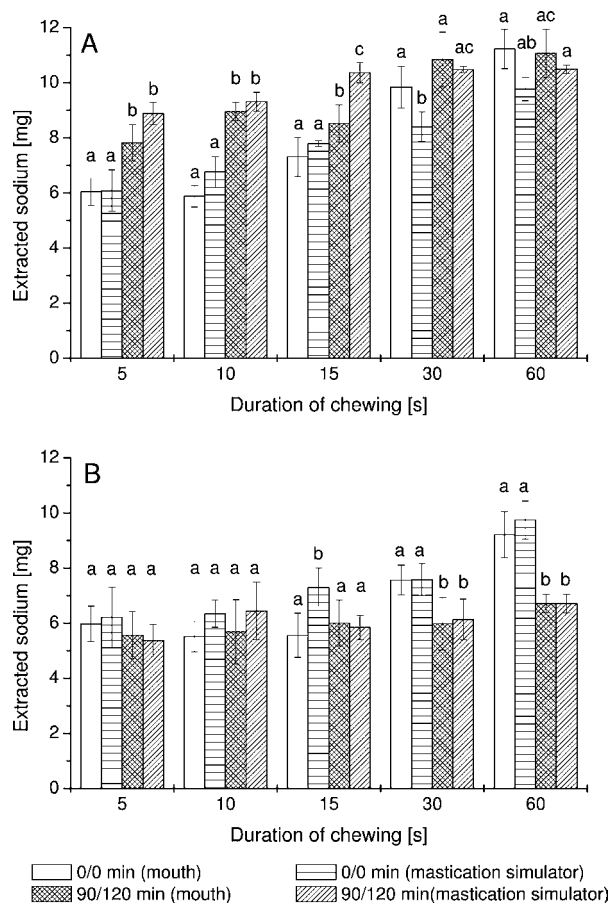 12
a
a
ac
a
A
c
a
ab
a
b
b
b
10
b
b
b
8
a
a
a
a
a
a
6
4
2
0
Extracted sodium [mg]
5 10 15 30 60
Duration of chewing [s]
12
B
a a
10
b
a a
8
a a a a
a a a a
a a
b b
b b
a
6
4
2
0
Extracted sodium [mg]
5 10 15 30 60
Duration of chewing [s]
0/0 min (mouth) 0/0 min (mastication simulator)
90/120 min (mouth) 90/120 min(mastication simulator)